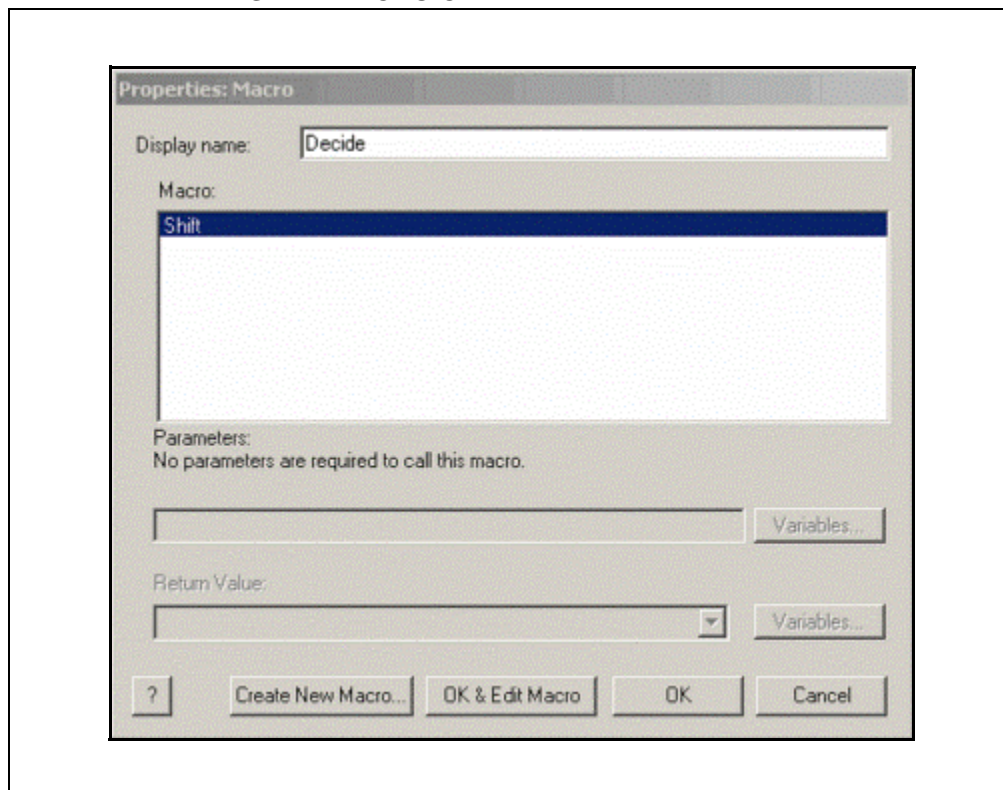 Properties: Macro
Display name: Decide
Macro:
Shift
Parameters:
No parameters are required to call this macro.
Variables...
Return Value:
Variables...
? Create New Macro... OK & Edit Macro OK Cancel